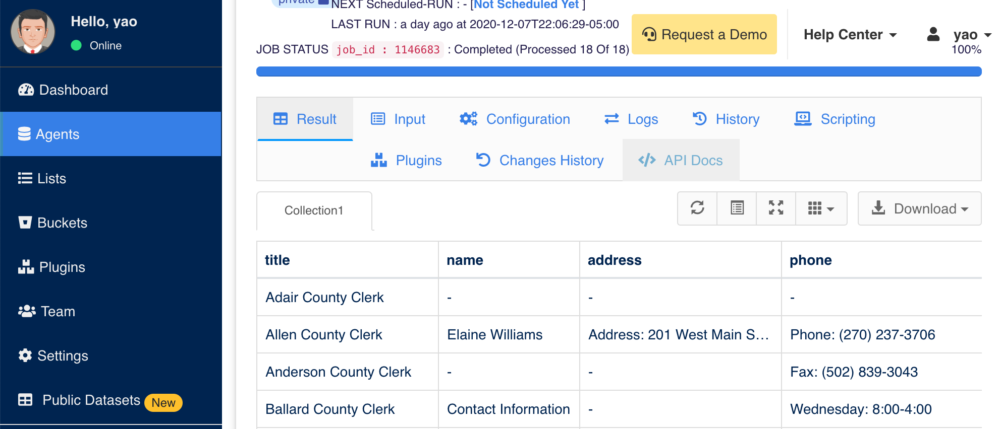 Hello, yao
Online
Dashboard
Agents
Lists
Buckets
Plugins
Team
Settings
Public Datasets New
private
NEXT Scheduled-RUN : - [Not Scheduled Yet ]
LAST RUN : a day ago at 2020-12-07T22:06:29-05:00
JOB STATUS job_id : 1146683 : Completed (Processed 18 Of 18)
Request a Demo
Help Center
yao
100%
Result Input Configuration Logs History Scripting
Plugins Changes History API Docs
Collection1
Download
title name address phone
Adair County Clerk - - -
Allen County Clerk Elaine Williams Address: 201 West Main S... Phone: (270) 237-3706
Anderson County Clerk - - Fax: (502) 839-3043
Ballard County Clerk Contact Information - Wednesday: 8:00-4:00